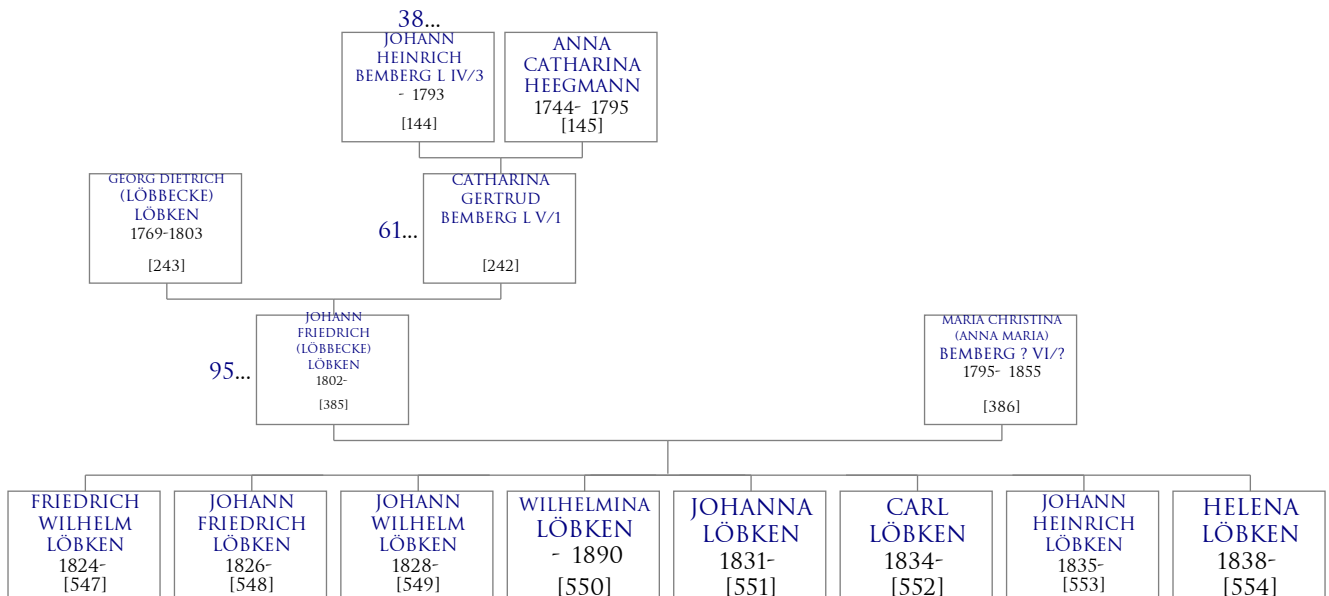 38...
JOHANN
HEINRICH
BEMBERG L IV/3
- 1793
[144]
ANNA
CATHARINA
HEEGMANN
1744- 1795
[145]
GEORG DIETRICH
(LÖBBECKE)
LÖBKEN
1769-1803
[243]
61...
CATHARINA
GERTRUD
BEMBERG L V/1
[242]
95...
JOHANN
FRIEDRICH
(LÖBBECKE)
LÖBKEN
1802-
[385]
MARIA CHRISTINA
(ANNA MARIA)
BEMBERG ? VI/?
1795- 1855
[386]
FRIEDRICH
WILHELM
LÖBKEN
1824-
[547]
JOHANN
FRIEDRICH
LÖBKEN
1826-
[548]
JOHANN
WILHELM
LÖBKEN
1828-
[549]
WILHELMINA
LÖBKEN
- 1890
[550]
JOHANNA
LÖBKEN
1831-
[551]
CARL
LÖBKEN
1834-
[552]
JOHANN
HEINRICH
LÖBKEN
1835-
[553]
HELENA
LÖBKEN
1838-
[554]